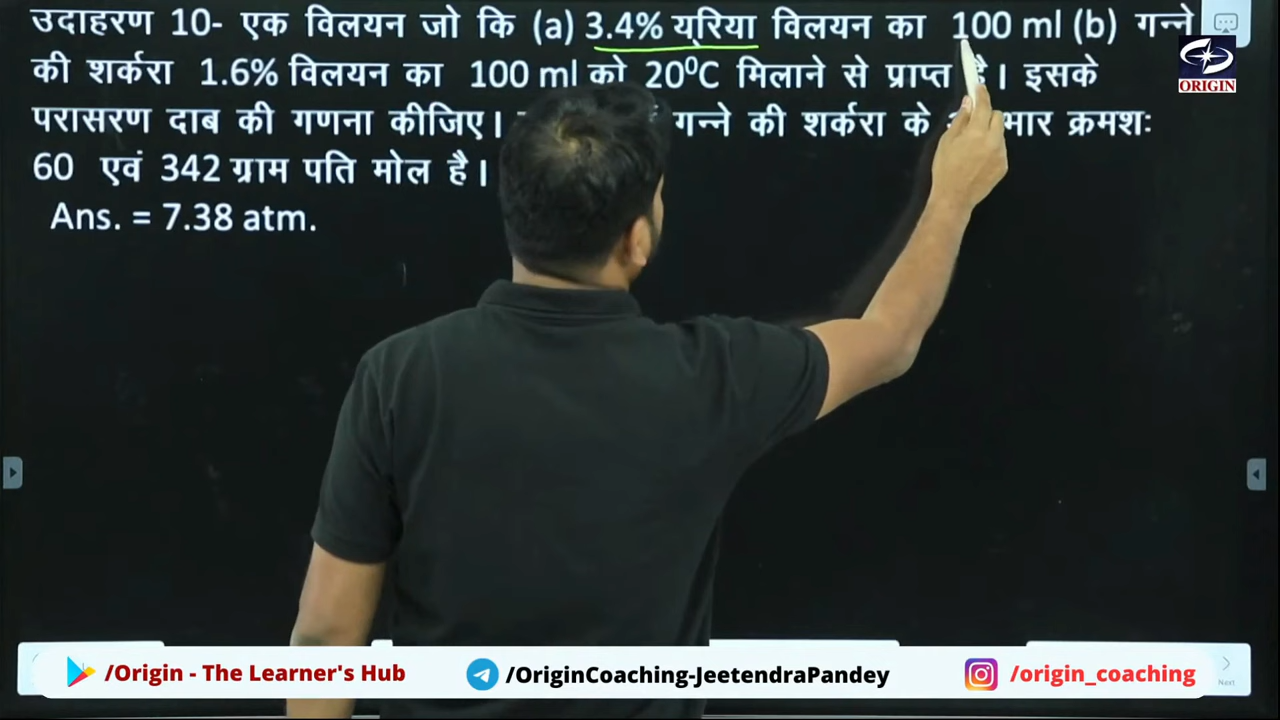 उदाहरण 10- एक विलयन जो कि (a) 3.4% यूरिया विलयन का 100 ml (b) गन्ने
की शर्करा 1.6% विलयन का 100 ml को 20⁰C मिलाने से प्राप्त है। इसके
परासरण दाब की गणना कीजिए। गन्ने की शर्करा के भार क्रमशः
60 एवं 342 ग्राम पति मोल है।
Ans. = 7.38 atm.
ORIGIN
/Origin - The Learner's Hub
/OriginCoaching-JeetendraPandey
/origin_coaching
Next